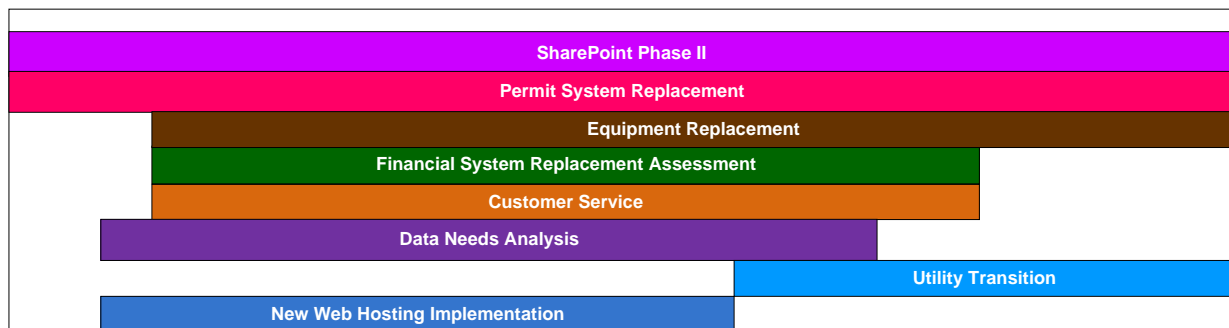 SharePoint Phase II
Permit System Replacement
Equipment Replacement
Financial System Replacement Assessment
Customer Service
Data Needs Analysis
Utility Transition
New Web Hosting Implementation